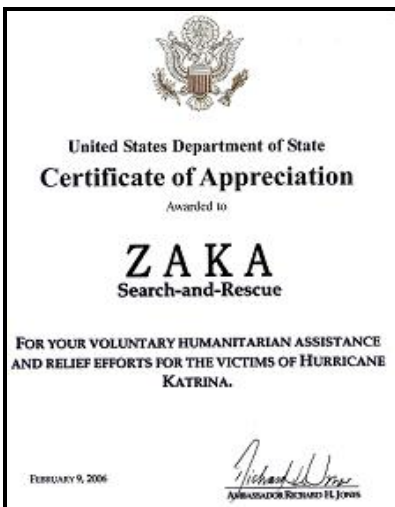 United States Department of State
Certificate of Appreciation
Awarded to
ZAKA
Search-and-Rescue
FOR YOUR VOLUNTARY HUMANITARIAN ASSISTANCE
AND RELIEF EFFORTS FOR THE VICTIMS OF HURRICANE
KATRINA.
FEBRUARY 9, 2006
AMBASSADOR RICHARD H. JONES